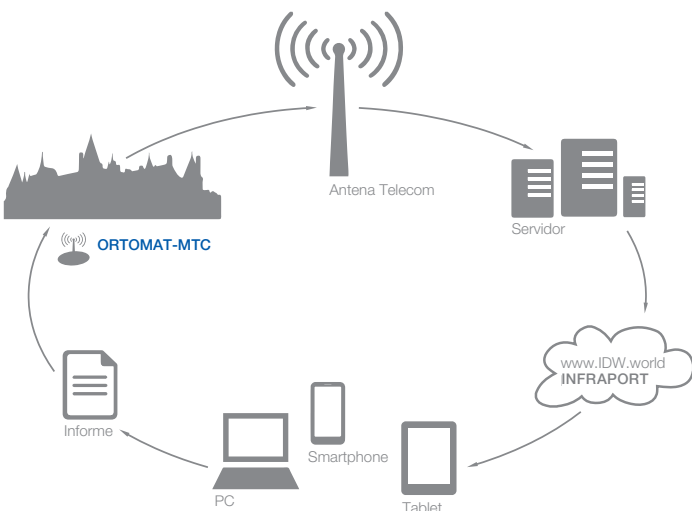 Antena Telecom
Servidor
ORTOMAT-MTC
www.IDW.world
INFRAPORT
Informe
Smartphone
PC
Tablet